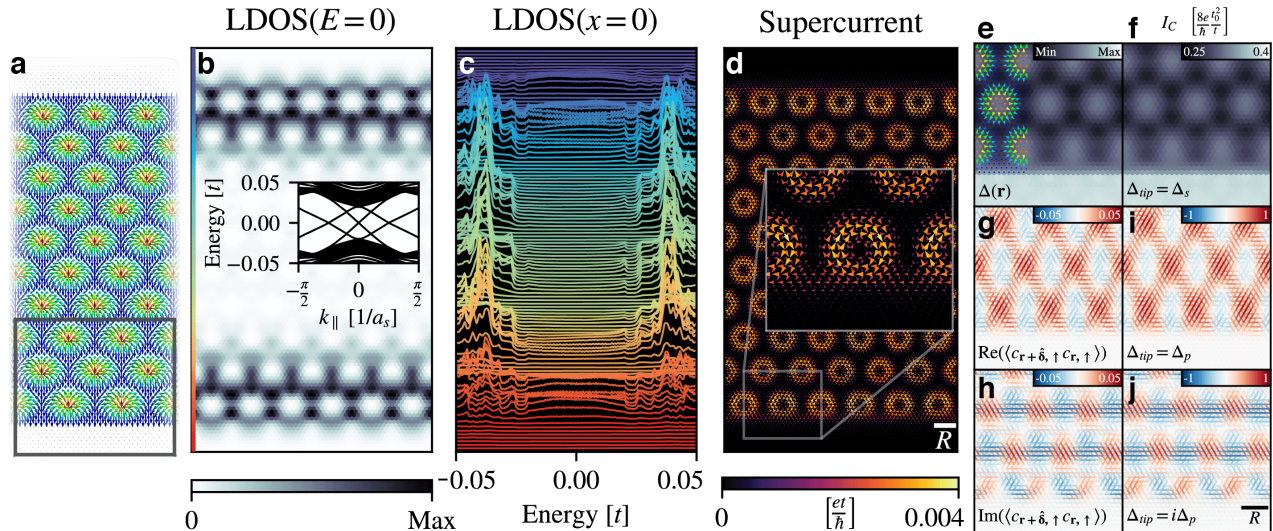 LDOS(E = 0)
LDOS(x = 0)
Supercurrent
a
b
0.05
0.00
−0.05
Energy [t]
−π/2
0
π/2
k∥ [1/a_s]
0
Max
c
−0.05
0.00
0.05
Energy [t]
d
R
0
0.004
[et/ℏ]
e
Min
Max
Δ(r)
f
I_C [8e/ℏ t_0^2/t]
0.25
0.4
Δ_tip = Δ_s
g
-0.05
0.05
Re(⟨c_{r + δ̂, ↑} c_{r, ↑}⟩)
i
-1
1
Δ_tip = Δ_p
h
-0.05
0.05
Im(⟨c_{r + δ̂, ↑} c_{r, ↑}⟩)
j
-1
1
R
Δ_tip = iΔ_p